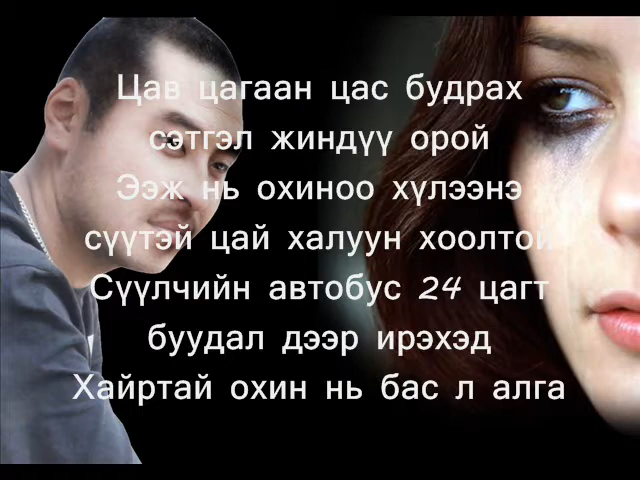 Цав цагаан цас будрах
сэтгэл жиндүү орой
Ээж нь охиноо хүлээнэ
сүүтэй цай халуун хоолтой
Сүүлчийн автобус 24 цагт
буудал дээр ирэхэд
Хайртай охин нь бас л алга